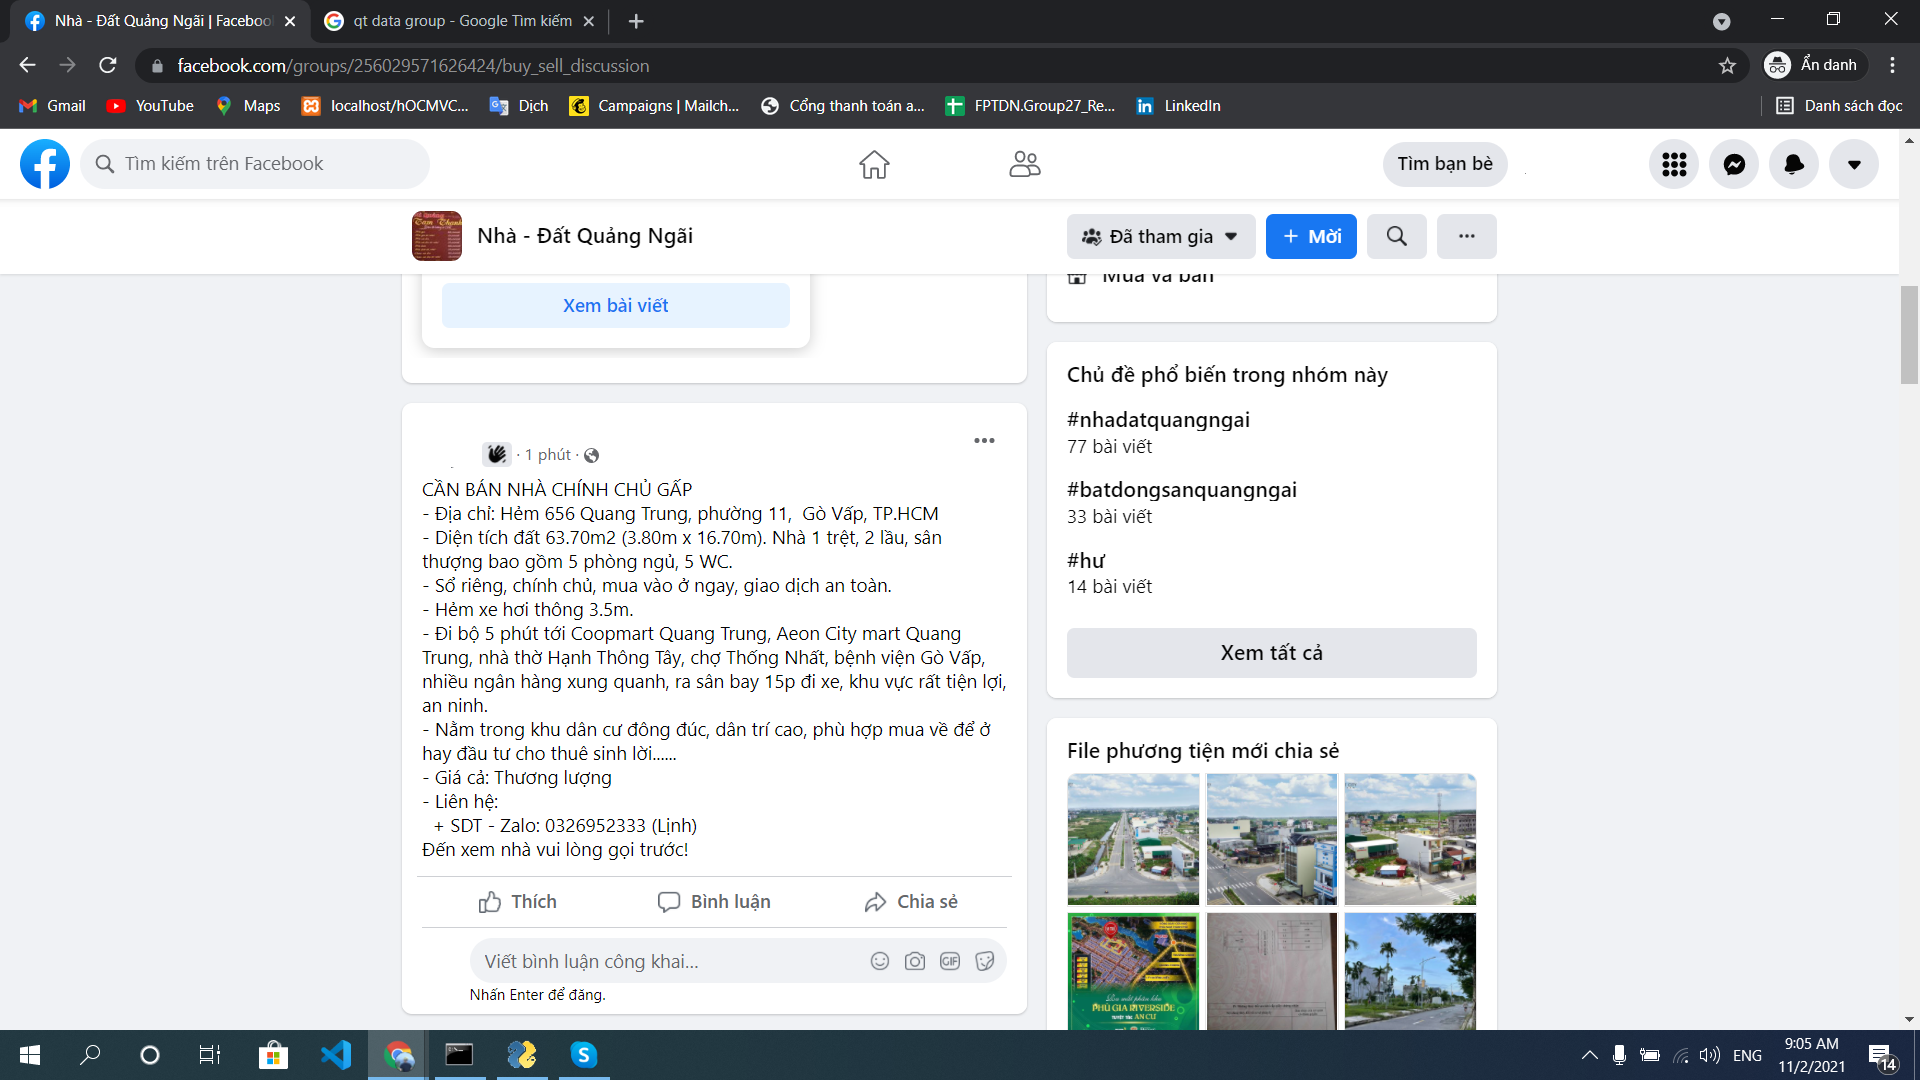 Nhà - Đất Quảng Ngãi | Facebook
qt data group - Google Tìm kiếm
facebook.com/groups/256029571626424/buy_sell_discussion
Ẩn danh
Gmail
YouTube
Maps
localhost/hOCMVC...
Dịch
Campaigns | Mailch...
Cổng thanh toán a...
FPTDN.Group27_Re...
LinkedIn
Danh sách đọc
Tìm kiếm trên Facebook
Tìm bạn bè
Nhà - Đất Quảng Ngãi
Đã tham gia
+ Mời
Xem bài viết
Mua và bán
· 1 phút ·
CẦN BÁN NHÀ CHÍNH CHỦ GẤP
- Địa chỉ: Hẻm 656 Quang Trung, phường 11,  Gò Vấp, TP.HCM
- Diện tích đất 63.70m2 (3.80m x 16.70m). Nhà 1 trệt, 2 lầu, sân
thượng bao gồm 5 phòng ngủ, 5 WC.
- Sổ riêng, chính chủ, mua vào ở ngay, giao dịch an toàn.
- Hẻm xe hơi thông 3.5m.
- Đi bộ 5 phút tới Coopmart Quang Trung, Aeon City mart Quang
Trung, nhà thờ Hạnh Thông Tây, chợ Thống Nhất, bệnh viện Gò Vấp,
nhiều ngân hàng xung quanh, ra sân bay 15p đi xe, khu vực rất tiện lợi,
an ninh.
- Nằm trong khu dân cư đông đúc, dân trí cao, phù hợp mua về để ở
hay đầu tư cho thuê sinh lời......
- Giá cả: Thương lượng
- Liên hệ:
+ SDT - Zalo: 0326952333 (Lịnh)
Đến xem nhà vui lòng gọi trước!
Thích
Bình luận
Chia sẻ
Viết bình luận công khai...
GIF
Nhấn Enter để đăng.
Chủ đề phổ biến trong nhóm này
#nhadatquangngai
77 bài viết
#batdongsanquangngai
33 bài viết
#hư
14 bài viết
Xem tất cả
File phương tiện mới chia sẻ
PHÚ GIA RIVERSIDE
ENG
9:05 AM
11/2/2021
14